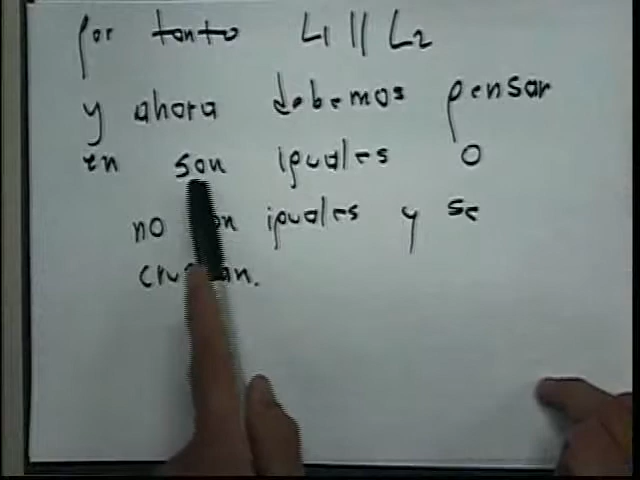 por tanto L1 || L2
y ahora debemos pensar
en son iguales o
no iguales y se